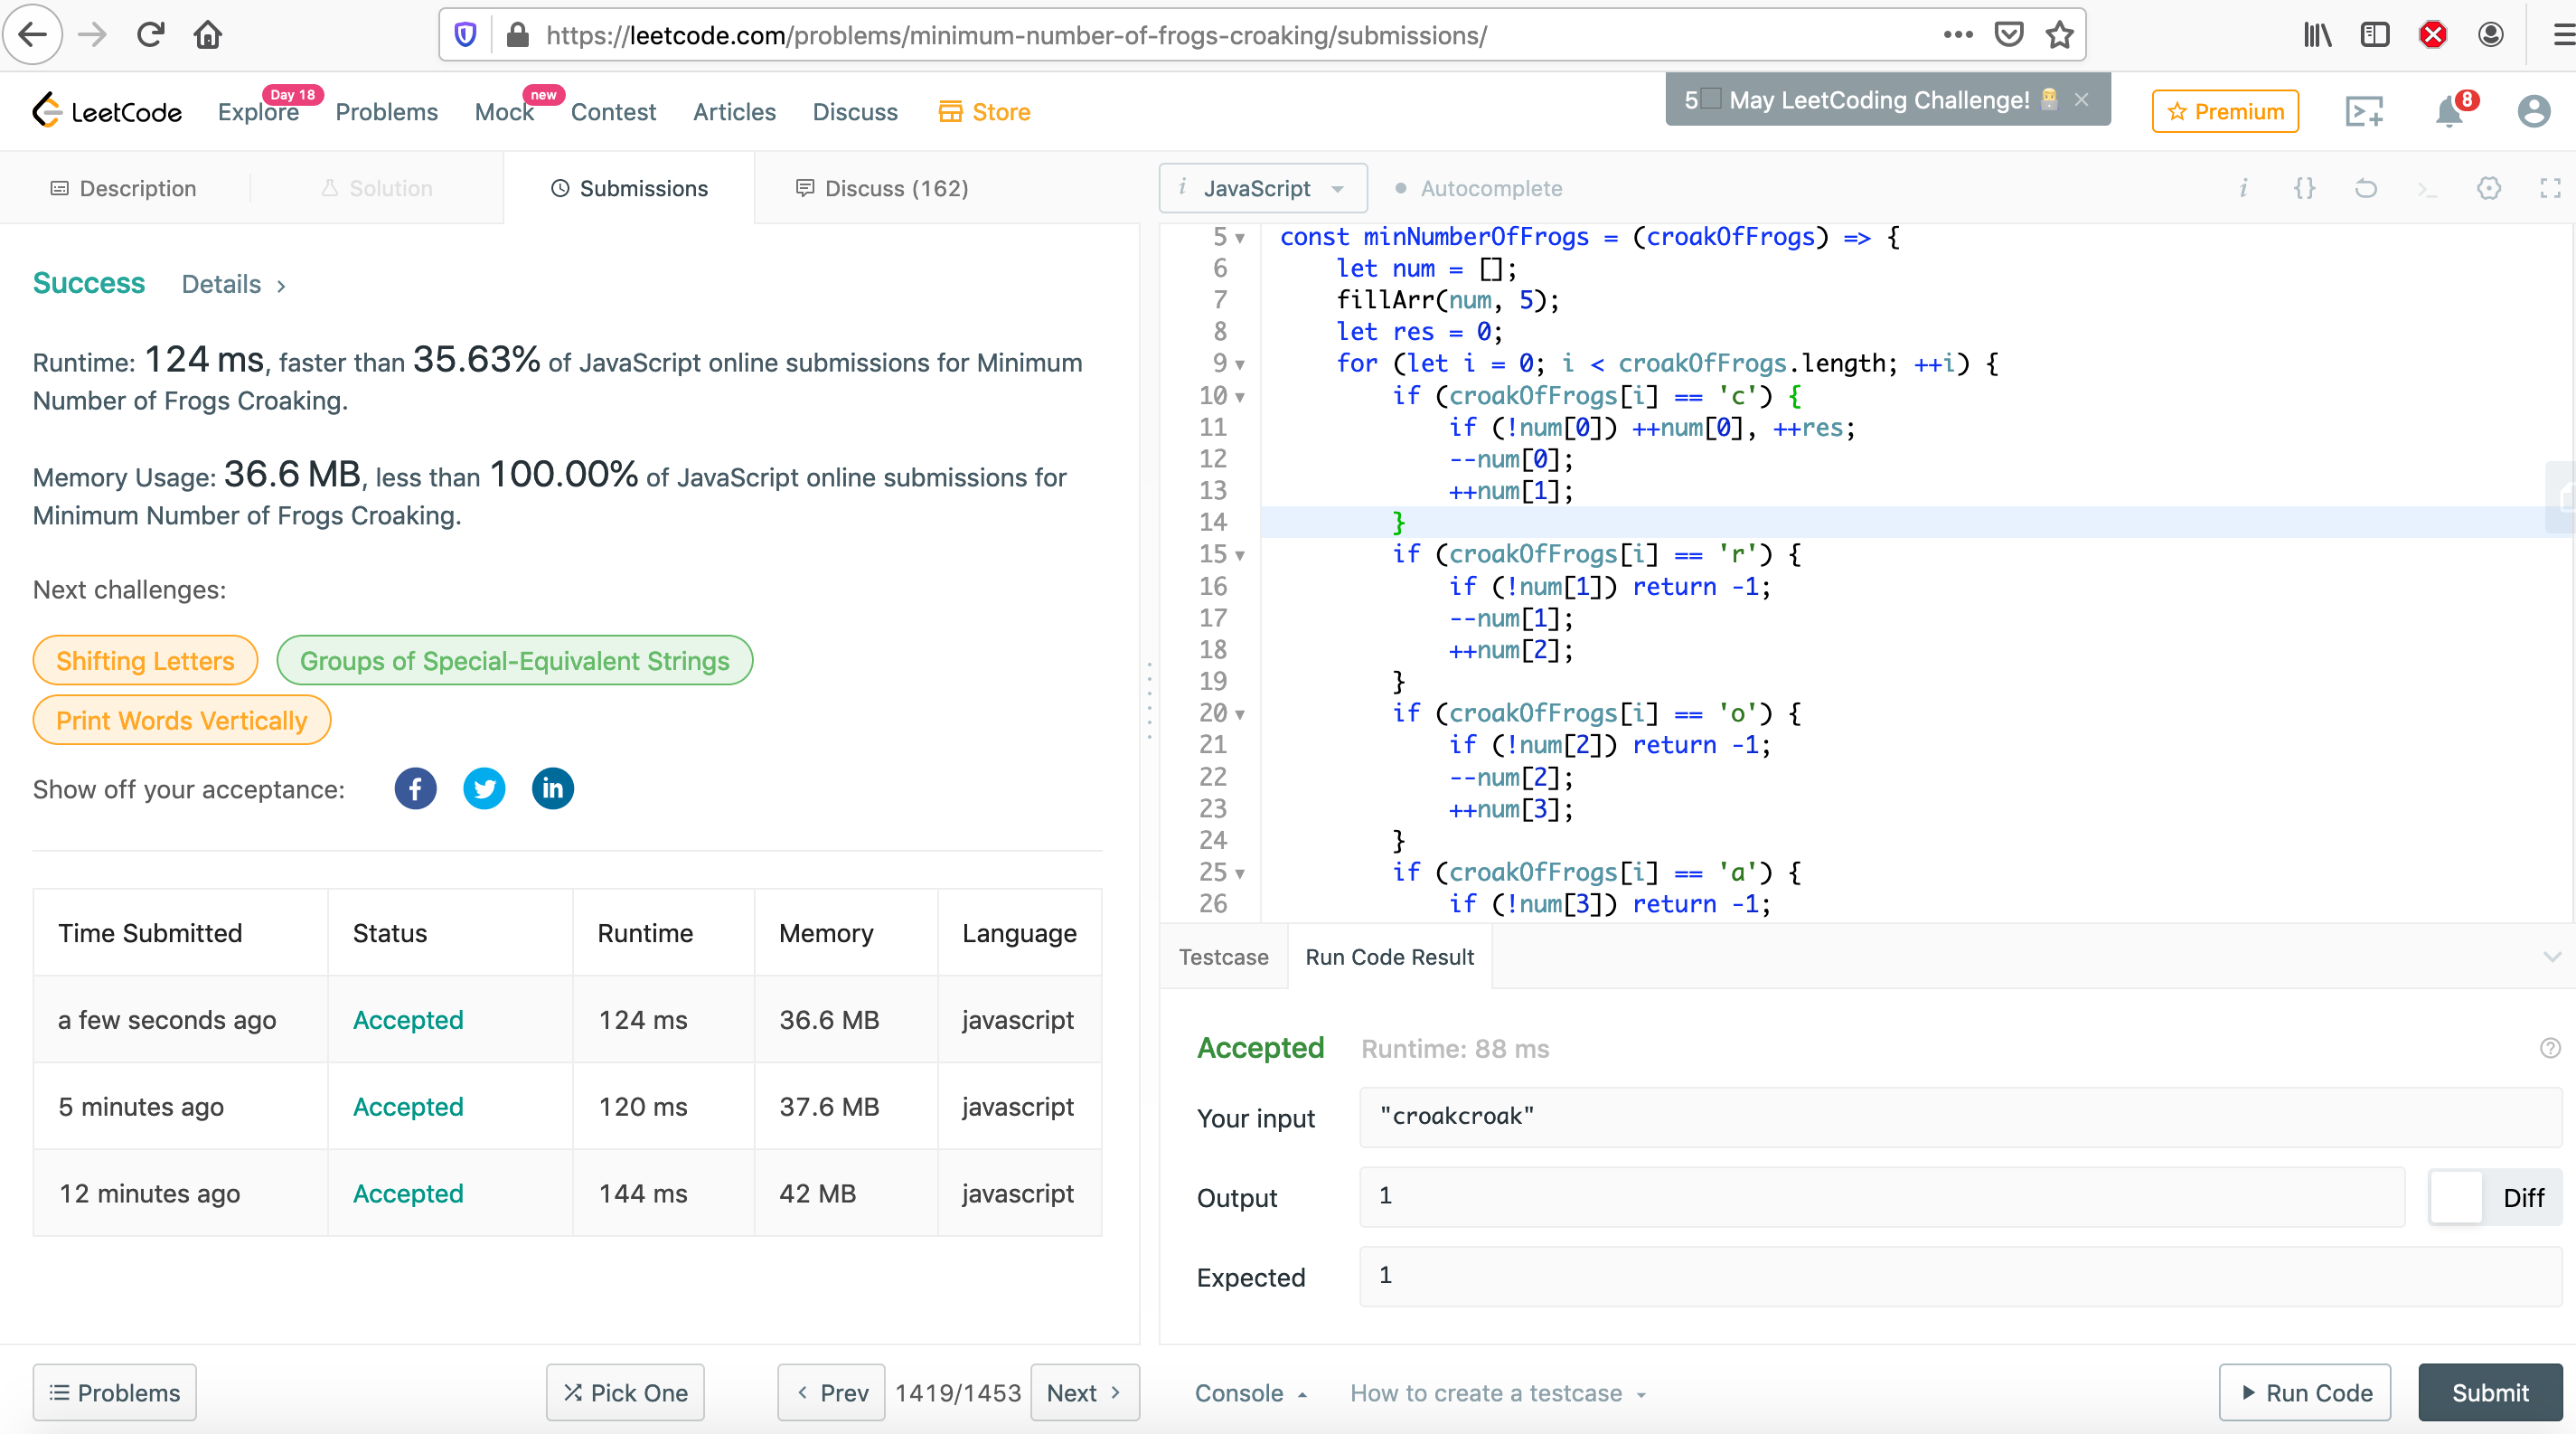 https://leetcode.com/problems/minimum-number-of-frogs-croaking/submissions/
LeetCode
Explore
Day 18
Problems
Mock
new
Contest
Articles
Discuss
Store
5 May LeetCoding Challenge!
Premium
8
Description
Solution
Submissions
Discuss (162)
Success
Details
Runtime: 124 ms, faster than 35.63% of JavaScript online submissions for Minimum
Number of Frogs Croaking.
Memory Usage: 36.6 MB, less than 100.00% of JavaScript online submissions for
Minimum Number of Frogs Croaking.
Next challenges:
Shifting Letters
Groups of Special-Equivalent Strings
Print Words Vertically
Show off your acceptance:
Time Submitted Status Runtime Memory Language
a few seconds ago Accepted 124 ms 36.6 MB javascript
5 minutes ago Accepted 120 ms 37.6 MB javascript
12 minutes ago Accepted 144 ms 42 MB javascript
Problems
Pick One
Prev
1419/1453
Next
i JavaScript
Autocomplete
5 const minNumberOfFrogs = (croakOfFrogs) => {
6 let num = [];
7 fillArr(num, 5);
8 let res = 0;
9 for (let i = 0; i < croakOfFrogs.length; ++i) {
10 if (croakOfFrogs[i] == 'c') {
11 if (!num[0]) ++num[0], ++res;
12 --num[0];
13 ++num[1];
14 }
15 if (croakOfFrogs[i] == 'r') {
16 if (!num[1]) return -1;
17 --num[1];
18 ++num[2];
19 }
20 if (croakOfFrogs[i] == 'o') {
21 if (!num[2]) return -1;
22 --num[2];
23 ++num[3];
24 }
25 if (croakOfFrogs[i] == 'a') {
26 if (!num[3]) return -1;
Testcase
Run Code Result
Accepted
Runtime: 88 ms
Your input
"croakcroak"
Output
1
Diff
Expected
1
Console
How to create a testcase
Run Code
Submit